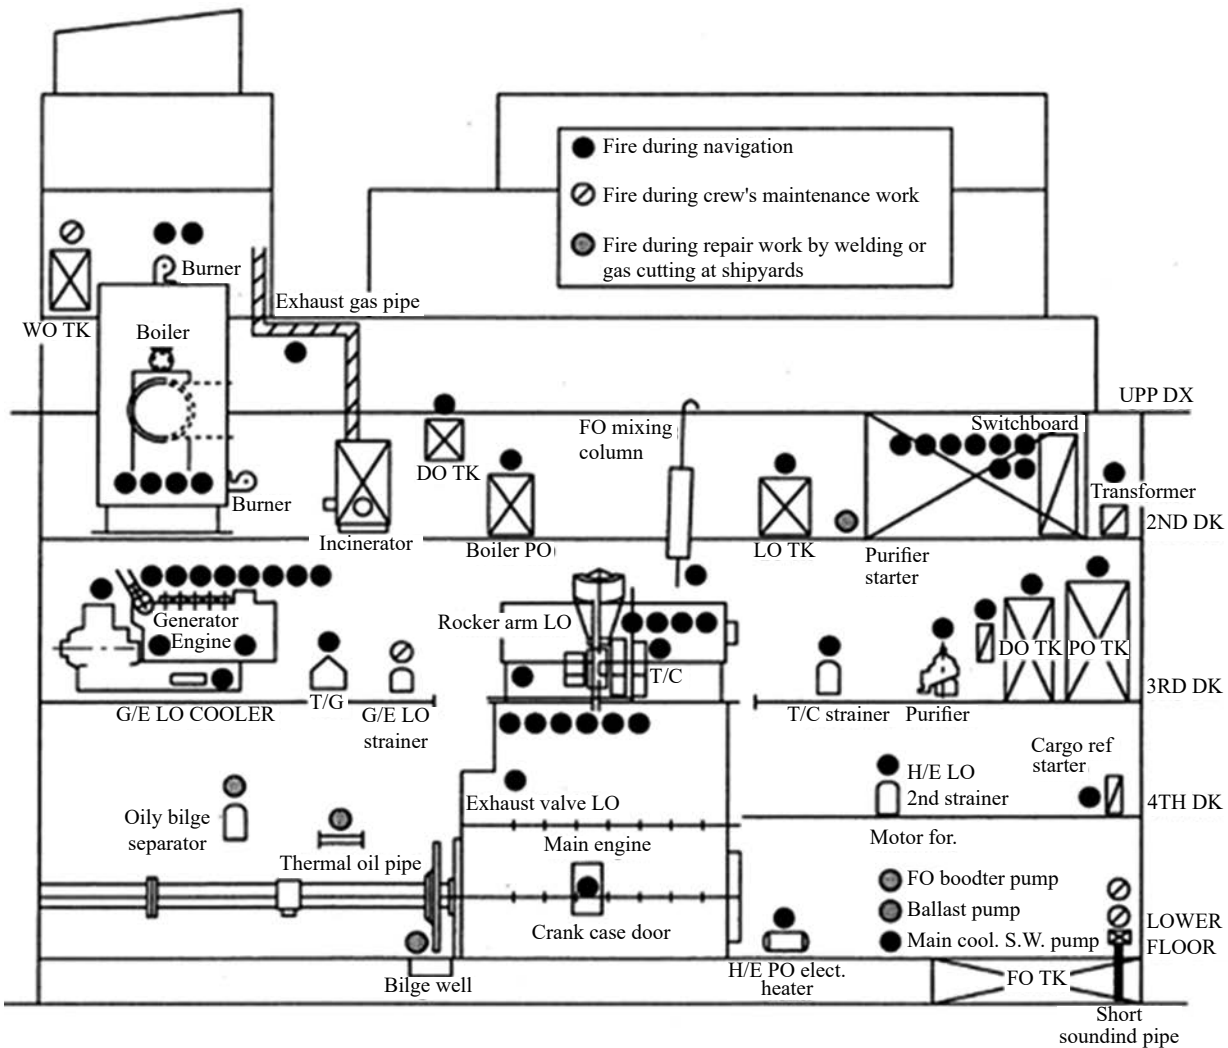 Fire during navigation
Fire during crew's maintenance work
Fire during repair work by welding or
gas cutting at shipyards
Burner
Exhaust gas pipe
WO TK
Boiler
UPP DX
FO mixing
column
Switchboard
DO TK
Burner
Transformer
2ND DK
Incinerator
Boiler PO
LO TK
Purifier
starter
Generator
Engine
Rocker arm LO
DO TK
PO TK
T/C
3RD DK
G/E LO COOLER
T/G
G/E LO
strainer
T/C strainer
Purifier
Cargo ref
starter
H/E LO
2nd strainer
Exhaust valve LO
4TH DK
Oily bilge
separator
Main engine
Motor for.
Thermal oil pipe
FO boodter pump
Ballast pump
Main cool. S.W. pump
LOWER
FLOOR
Crank case door
H/E PO elect.
heater
Bilge well
FO TK
Short
soundind pipe